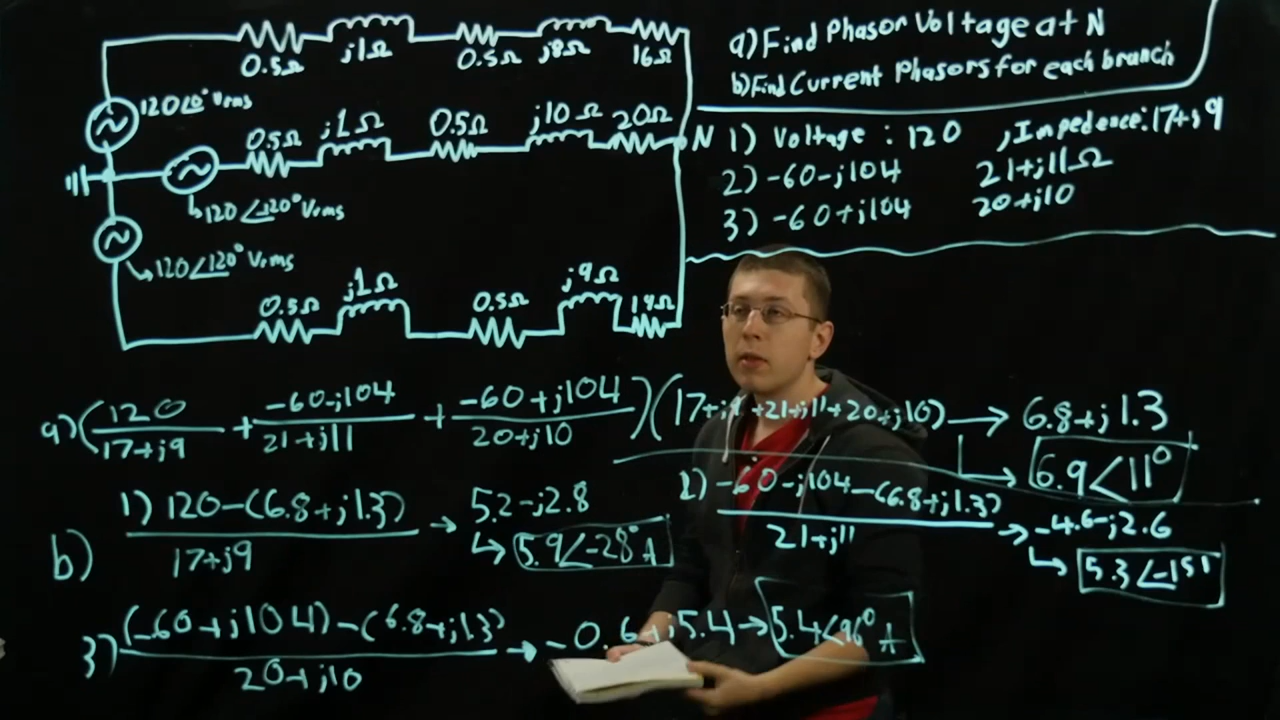 0.5Ω j1Ω 0.5Ω j8Ω 16Ω
120∠0° Vrms
0.5Ω j1Ω 0.5Ω j10Ω 20Ω N
120∠-120° Vrms
120∠120° Vrms
0.5Ω j1Ω 0.5Ω j9Ω 19Ω
a) Find Phasor Voltage at N
b) Find Current Phasors for each branch
1) Voltage : 120 , Impedence: 17+j9
2) -60-j104 21+j11Ω
3) -60+j104 20+j10
a) (120/17+j9 + -60-j104/21+j11 + -60+j104/20+j10)(17+j9+21+j11+20+j10) → 6.8+j1.3
↳ 6.9∠11°
b) 1) 120-(6.8+j1.3)/17+j9 → 5.2-j2.8
↳ 5.9∠-28° A
2) -60-j104-(6.8+j1.3)/21+j11 → -4.6-j2.6
↳ 5.3∠-151°
3) (-60+j104)-(6.8+j1.3)/20+j10 → -0.6+j5.4 → 5.4∠96° A